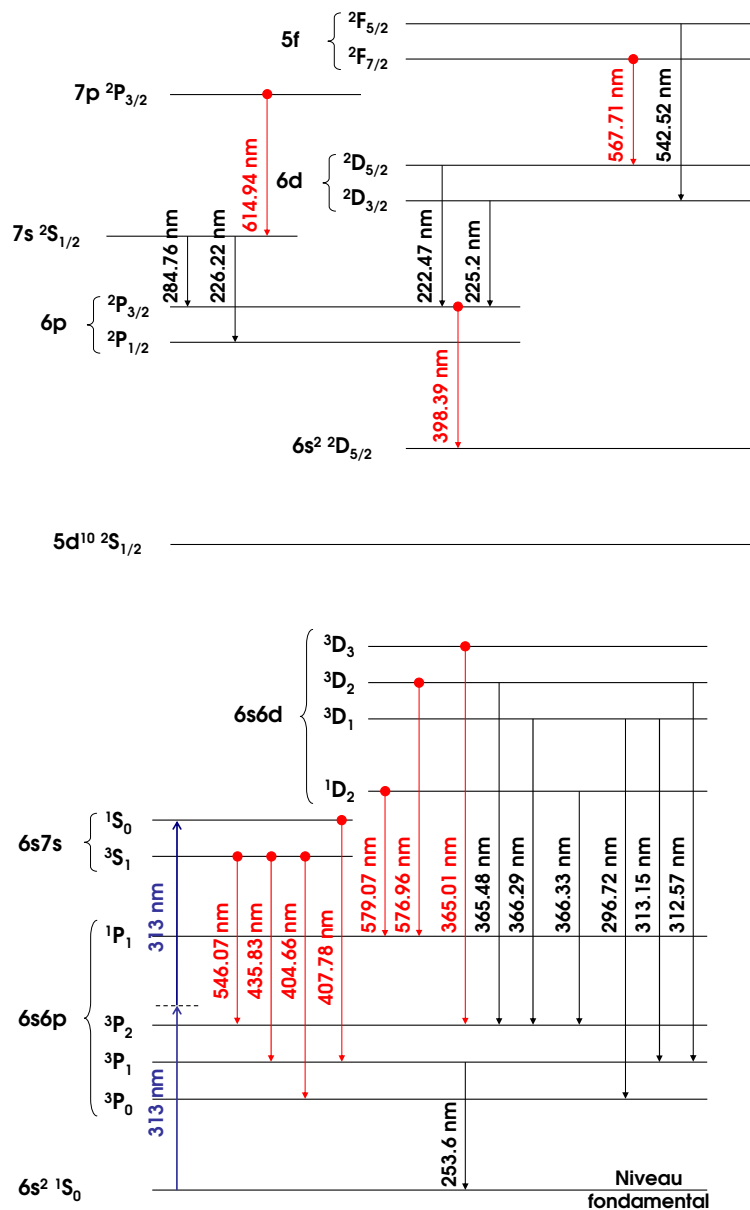 5f
²F₅/₂
²F₇/₂
7p ²P₃/₂
614.94 nm
567.71 nm
542.52 nm
6d
²D₅/₂
²D₃/₂
7s ²S₁/₂
284.76 nm
226.22 nm
222.47 nm
225.2 nm
6p
²P₃/₂
²P₁/₂
398.39 nm
6s² ²D₅/₂
5d¹⁰ ²S₁/₂
6s6d
³D₃
³D₂
³D₁
¹D₂
6s7s
¹S₀
³S₁
313 nm
546.07 nm
435.83 nm
404.66 nm
407.78 nm
579.07 nm
576.96 nm
365.01 nm
365.48 nm
366.29 nm
366.33 nm
296.72 nm
313.15 nm
312.57 nm
6s6p
¹P₁
³P₂
³P₁
³P₀
313 nm
253.6 nm
6s² ¹S₀
Niveau
fondamental